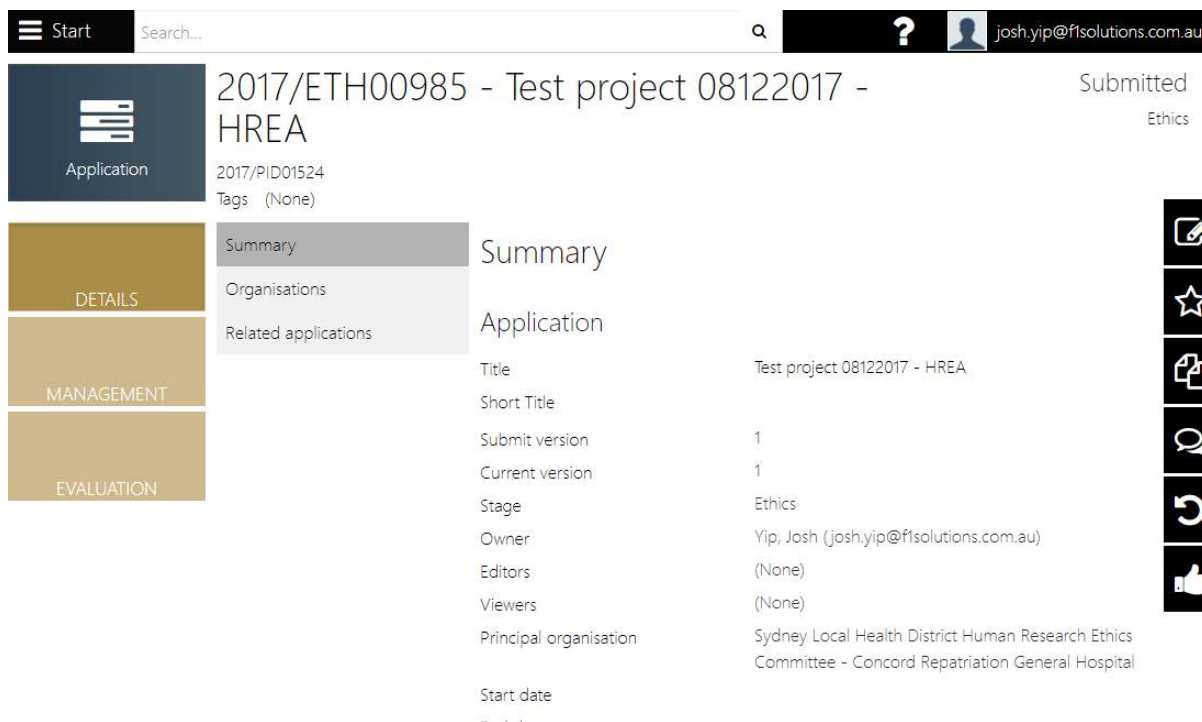 Start
Search...
?
josh.yip@f1solutions.com.au
Application
2017/ETH00985 - Test project 08122017 -
HREA
2017/PID01524
Tags (None)
Submitted
Ethics
DETAILS
MANAGEMENT
EVALUATION
Summary
Organisations
Related applications
Summary
Application
Title Test project 08122017 - HREA
Short Title
Submit version 1
Current version 1
Stage Ethics
Owner Yip, Josh (josh.yip@f1solutions.com.au)
Editors (None)
Viewers (None)
Principal organisation Sydney Local Health District Human Research Ethics
Committee - Concord Repatriation General Hospital
Start date